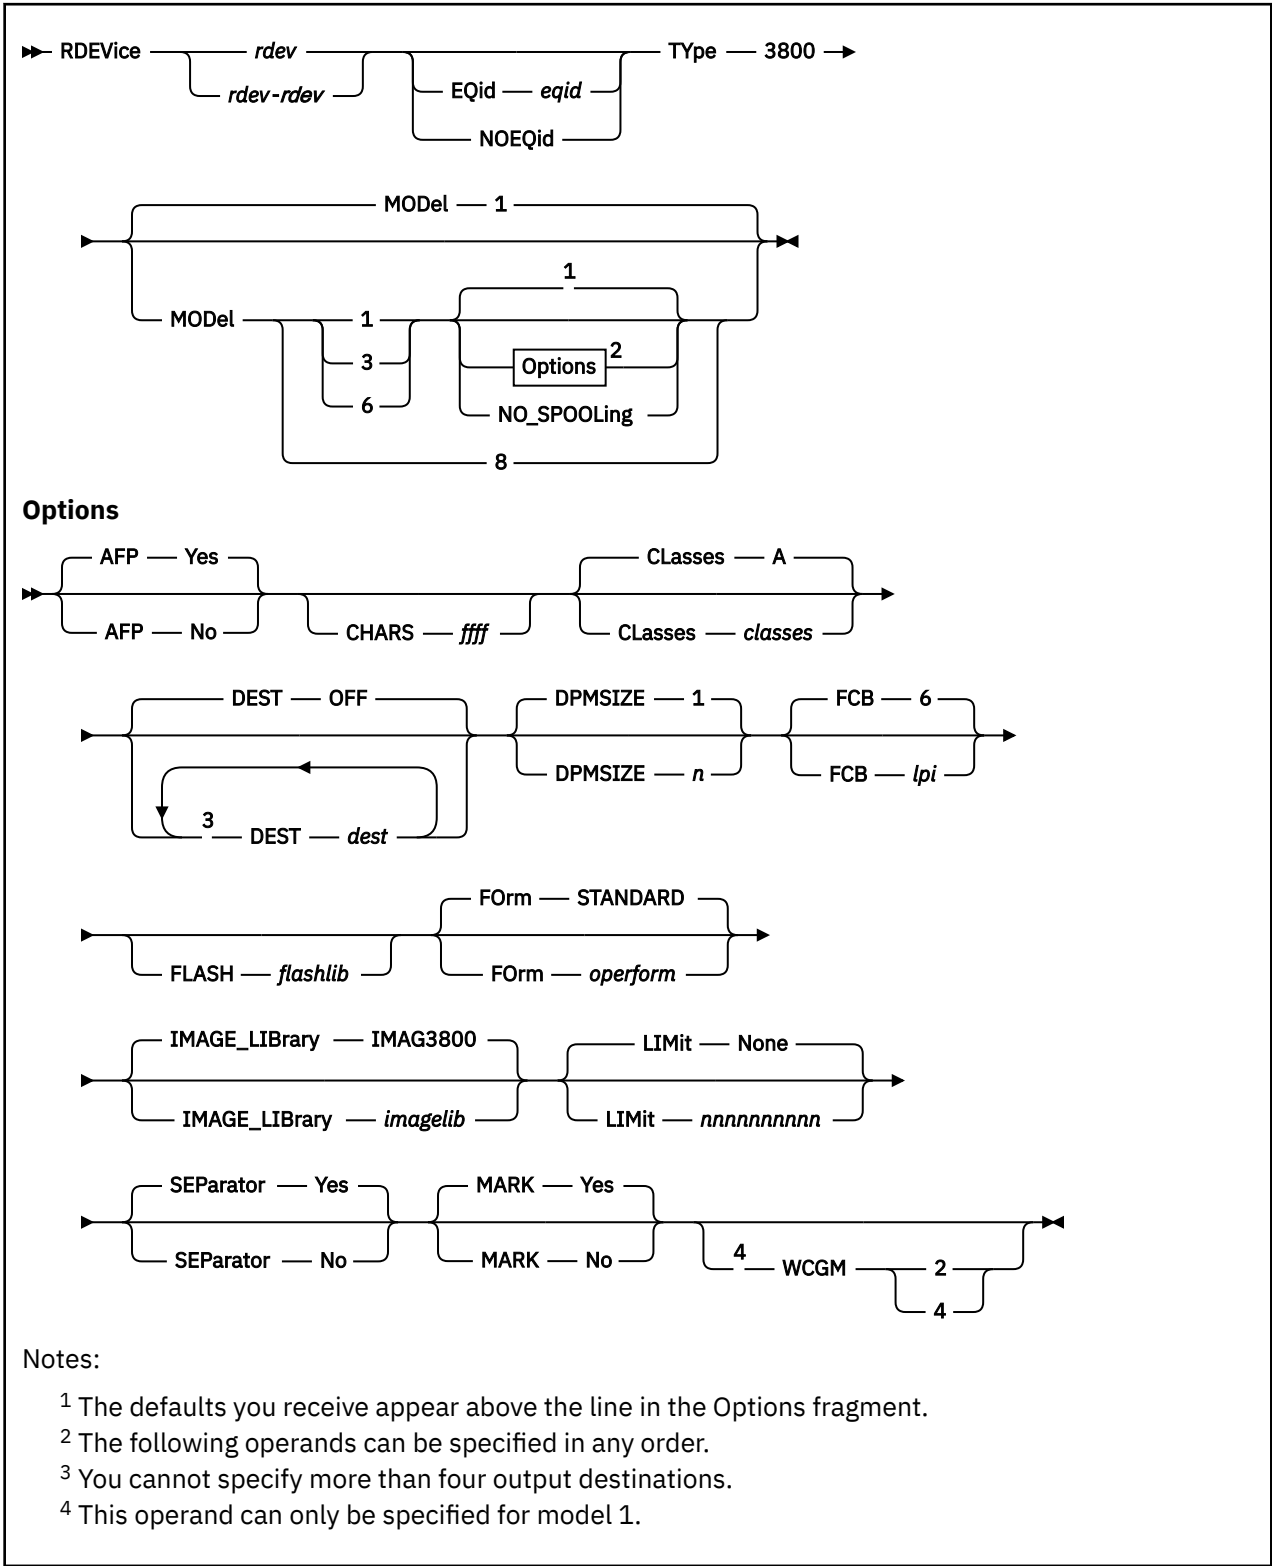 RDEVice rdev TYpe 3800
rdev-rdev EQid eqid
NOEQid
MODel 1
1
MODel 1
3 Options 2
6 NO_SPOOLing
8
Options
AFP Yes CLasses A
AFP No CHARS ffff CLasses classes
DEST OFF DPMSIZE 1 FCB 6
DPMSIZE n FCB lpi
3 DEST dest
FOrm STANDARD
FLASH flashlib FOrm operform
IMAGE_LIBrary IMAG3800 LIMit None
IMAGE_LIBrary imagelib LIMit nnnnnnnnnn
SEParator Yes MARK Yes
SEParator No MARK No 4 WCGM 2
4
Notes:
1 The defaults you receive appear above the line in the Options fragment.
2 The following operands can be specified in any order.
3 You cannot specify more than four output destinations.
4 This operand can only be specified for model 1.